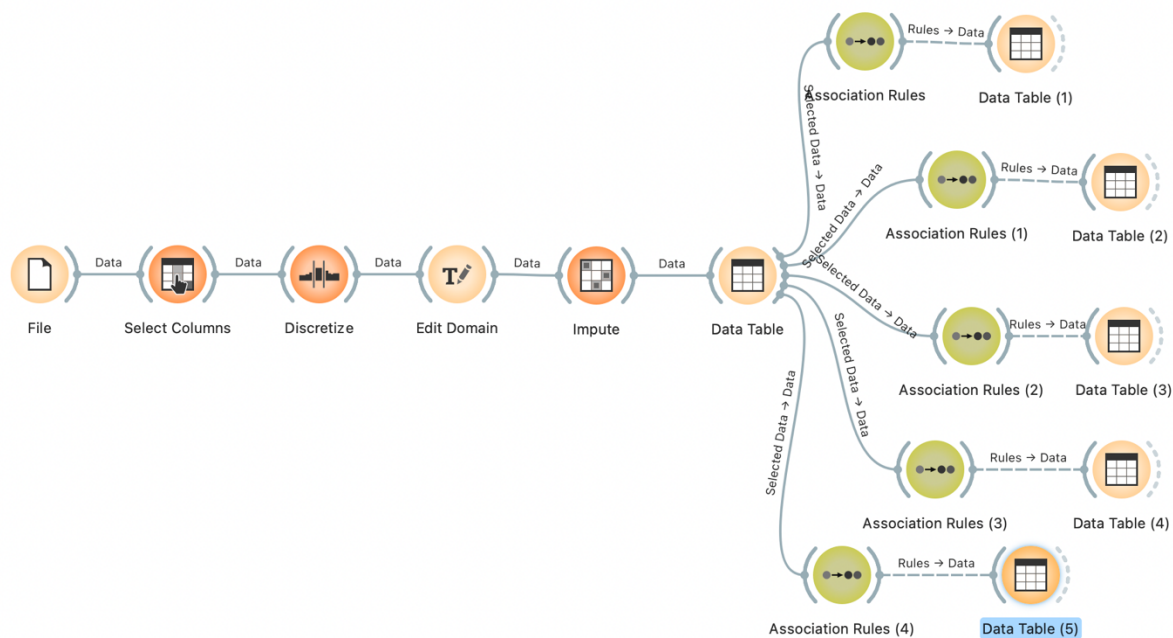 Rules → Data
Association Rules
Data Table (1)
Selected Data → Data
Rules → Data
Association Rules (1)
Data Table (2)
Selected Data → Data
Data
Data
Data
Data
Data
File
Select Columns
Discretize
Edit Domain
Impute
Data Table
T
Selected Data → Data
Rules → Data
Association Rules (2)
Data Table (3)
Selected Data → Data
Rules → Data
Association Rules (3)
Data Table (4)
Selected Data → Data
Rules → Data
Association Rules (4)
Data Table (5)